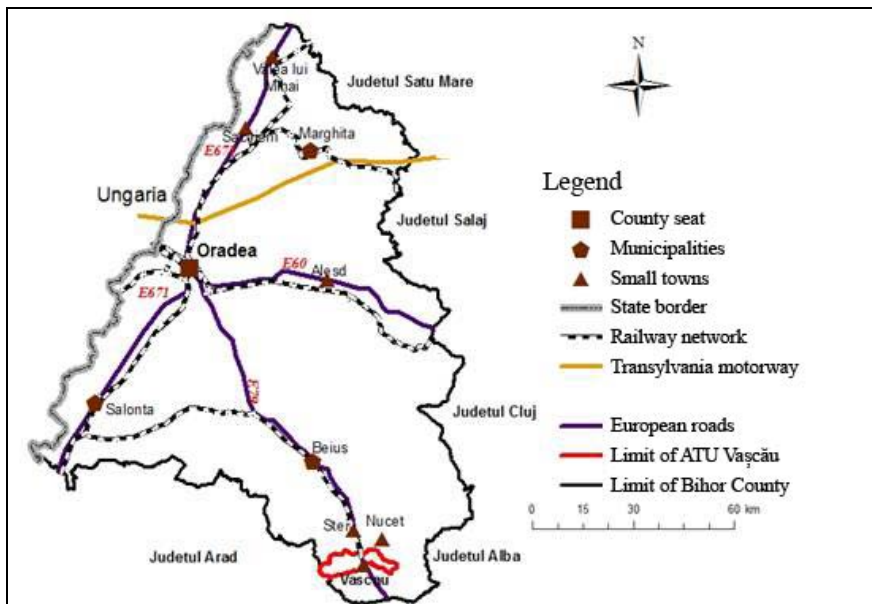 N
Valea lui
Mihai
Judetul Satu Mare
Marghita
E671
Ungaria
Judetul Salaj
Oradea
E60
Alesd
E671
Salonta
E79
Judetul Cluj
Beius
Stei
Nucet
Judetul Arad
Judetul Alba
Vascau
Legend
County seat
Municipalities
Small towns
State border
Railway network
Transylvania motorway
European roads
Limit of ATU Vașcău
Limit of Bihor County
0 15 30 60 km